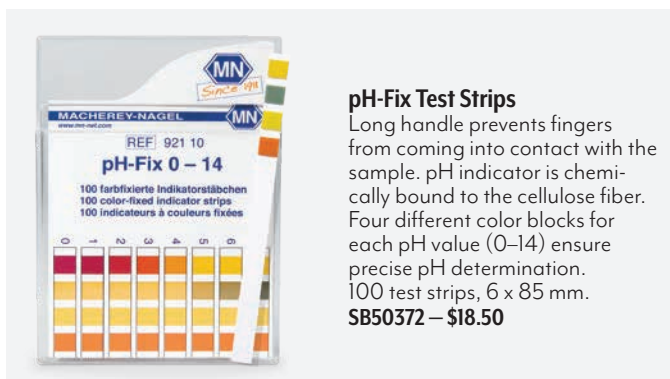 MN
Since 1911
MACHEREY-NAGEL
www.mn-net.com
MN
REF 921 10
pH-Fix 0 – 14
100 farbfixierte Indikatorstäbchen
100 color-fixed indicator strips
100 indicateurs à couleurs fixées
0 1 2 3 4 5 6
pH-Fix Test Strips
Long handle prevents fingers
from coming into contact with the
sample. pH indicator is chemi-
cally bound to the cellulose fiber.
Four different color blocks for
each pH value (0–14) ensure
precise pH determination.
100 test strips, 6 x 85 mm.
SB50372 — $18.50